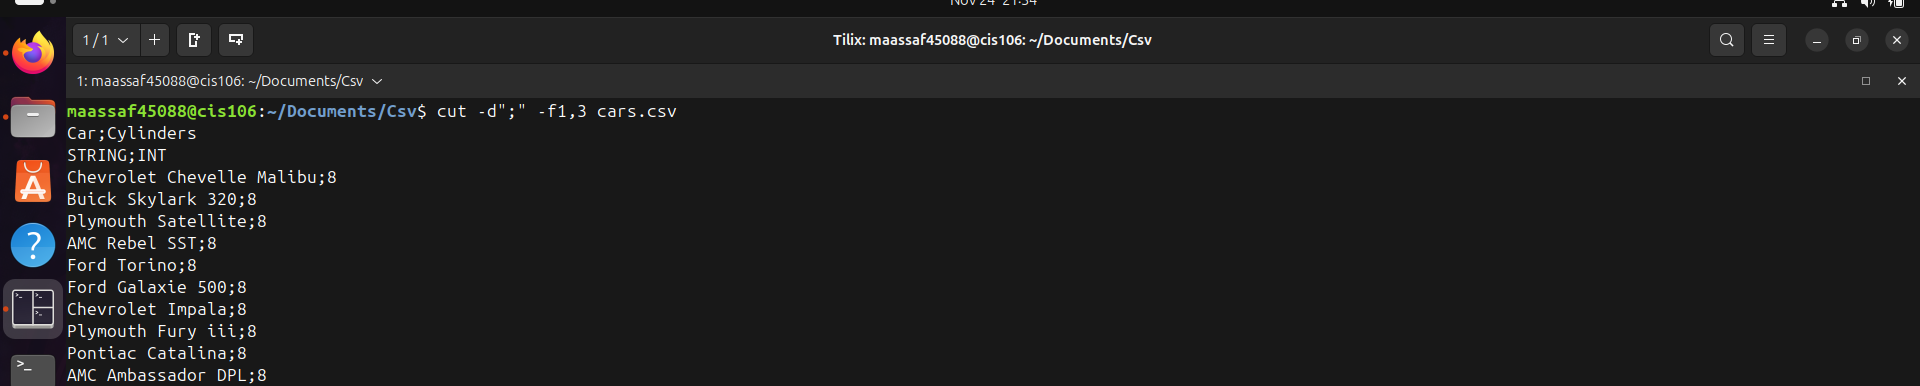 Nov 24 21:54
1 / 1
Tilix: maassaf45088@cis106: ~/Documents/Csv
1: maassaf45088@cis106: ~/Documents/Csv
maassaf45088@cis106:~/Documents/Csv$ cut -d";" -f1,3 cars.csv
Car;Cylinders
STRING;INT
Chevrolet Chevelle Malibu;8
Buick Skylark 320;8
Plymouth Satellite;8
AMC Rebel SST;8
Ford Torino;8
Ford Galaxie 500;8
Chevrolet Impala;8
Plymouth Fury iii;8
Pontiac Catalina;8
AMC Ambassador DPL;8